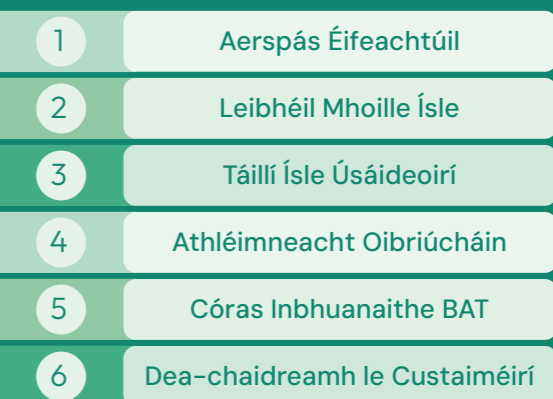 1 Aerspás Éifeachtúil
2 Leibhéil Mhoille Ísle
3 Táillí Ísle Úsáideoirí
4 Athléimneacht Oibriúcháin
5 Córas Inbhuanaithe BAT
6 Dea-chaidreamh le Custaiméirí